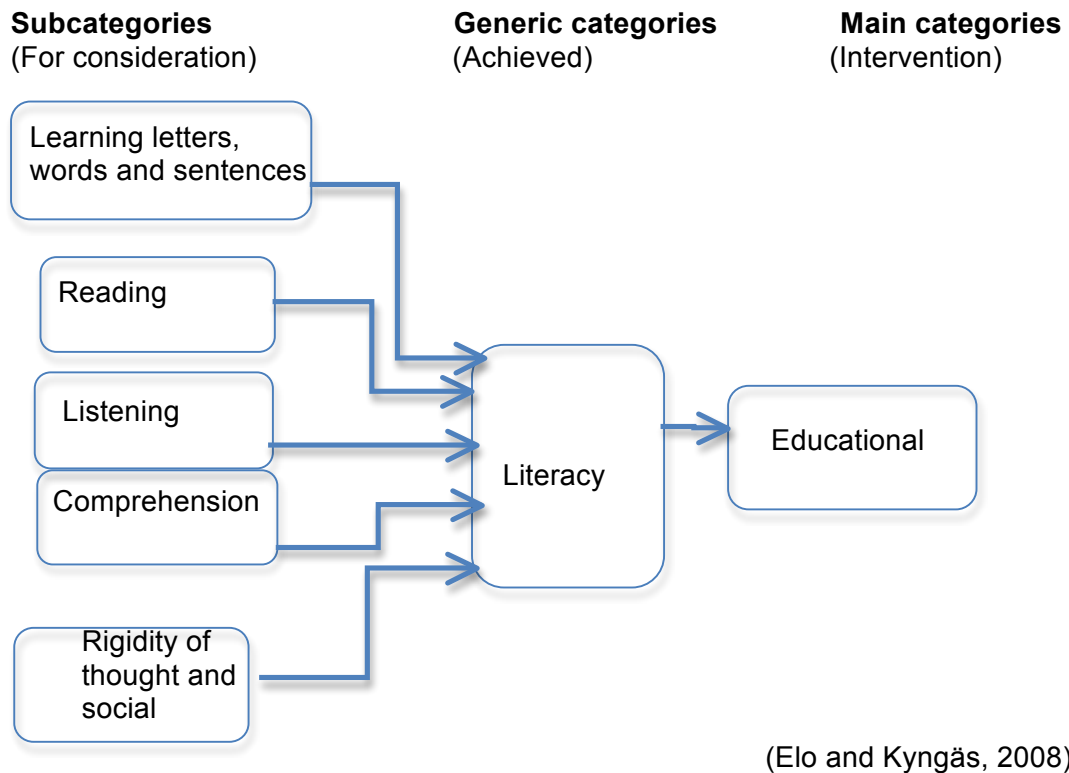 Subcategories
(For consideration)
Generic categories
(Achieved)
Main categories
(Intervention)
Learning letters,
words and sentences
Reading
Listening
Comprehension
Rigidity of
thought and
social
Literacy
Educational
(Elo and Kyngäs, 2008)